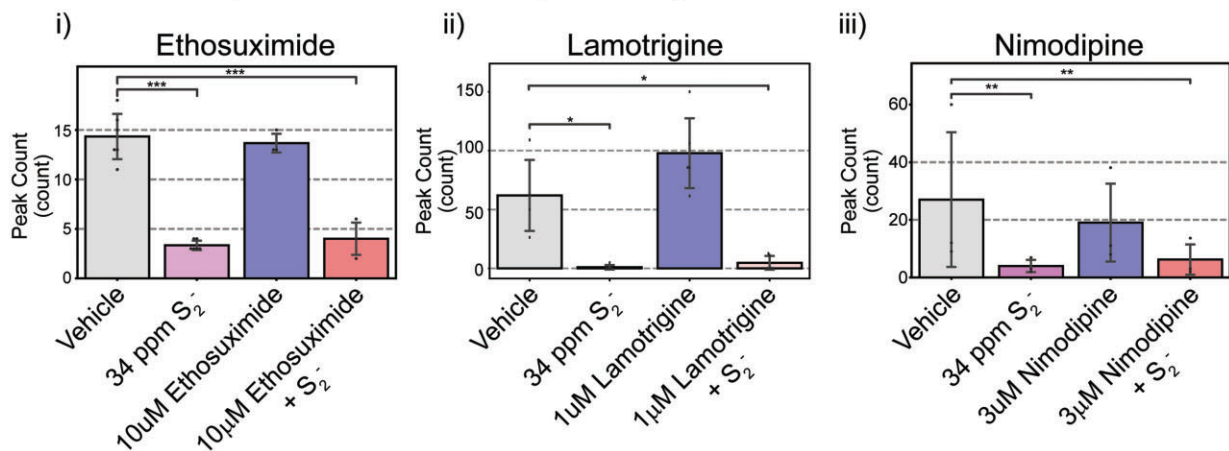 i)
Ethosuximide
***
***
Peak Count
(count)
15
10
5
0
Vehicle
34 ppm S₂⁻
10uM Ethosuximide
10μM Ethosuximide
+ S₂⁻
ii)
Lamotrigine
*
*
Peak Count
(count)
150
100
50
0
Vehicle
34 ppm S₂⁻
1uM Lamotrigine
1μM Lamotrigine
+ S₂⁻
iii)
Nimodipine
**
**
Peak Count
(count)
60
40
20
0
Vehicle
34 ppm S₂⁻
3uM Nimodipine
3μM Nimodipine
+ S₂⁻